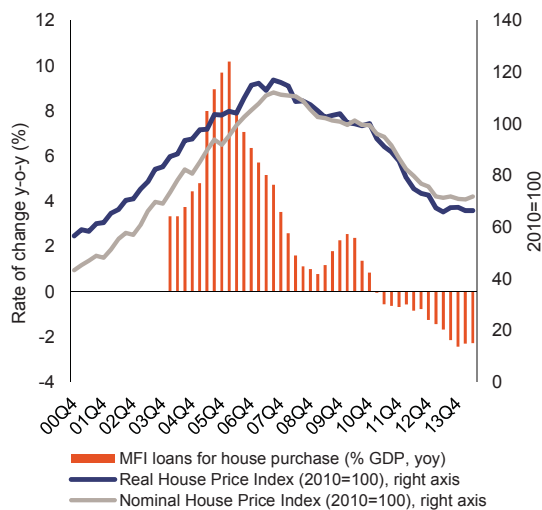 12
10
8
6
4
2
0
-2
-4
Rate of change y-o-y (%)
140
120
100
80
60
40
20
0
2010=100
00Q4
01Q4
02Q4
03Q4
04Q4
05Q4
06Q4
07Q4
08Q4
09Q4
10Q4
11Q4
12Q4
13Q4
MFI loans for house purchase (% GDP, yoy)
Real House Price Index (2010=100), right axis
Nominal House Price Index (2010=100), right axis